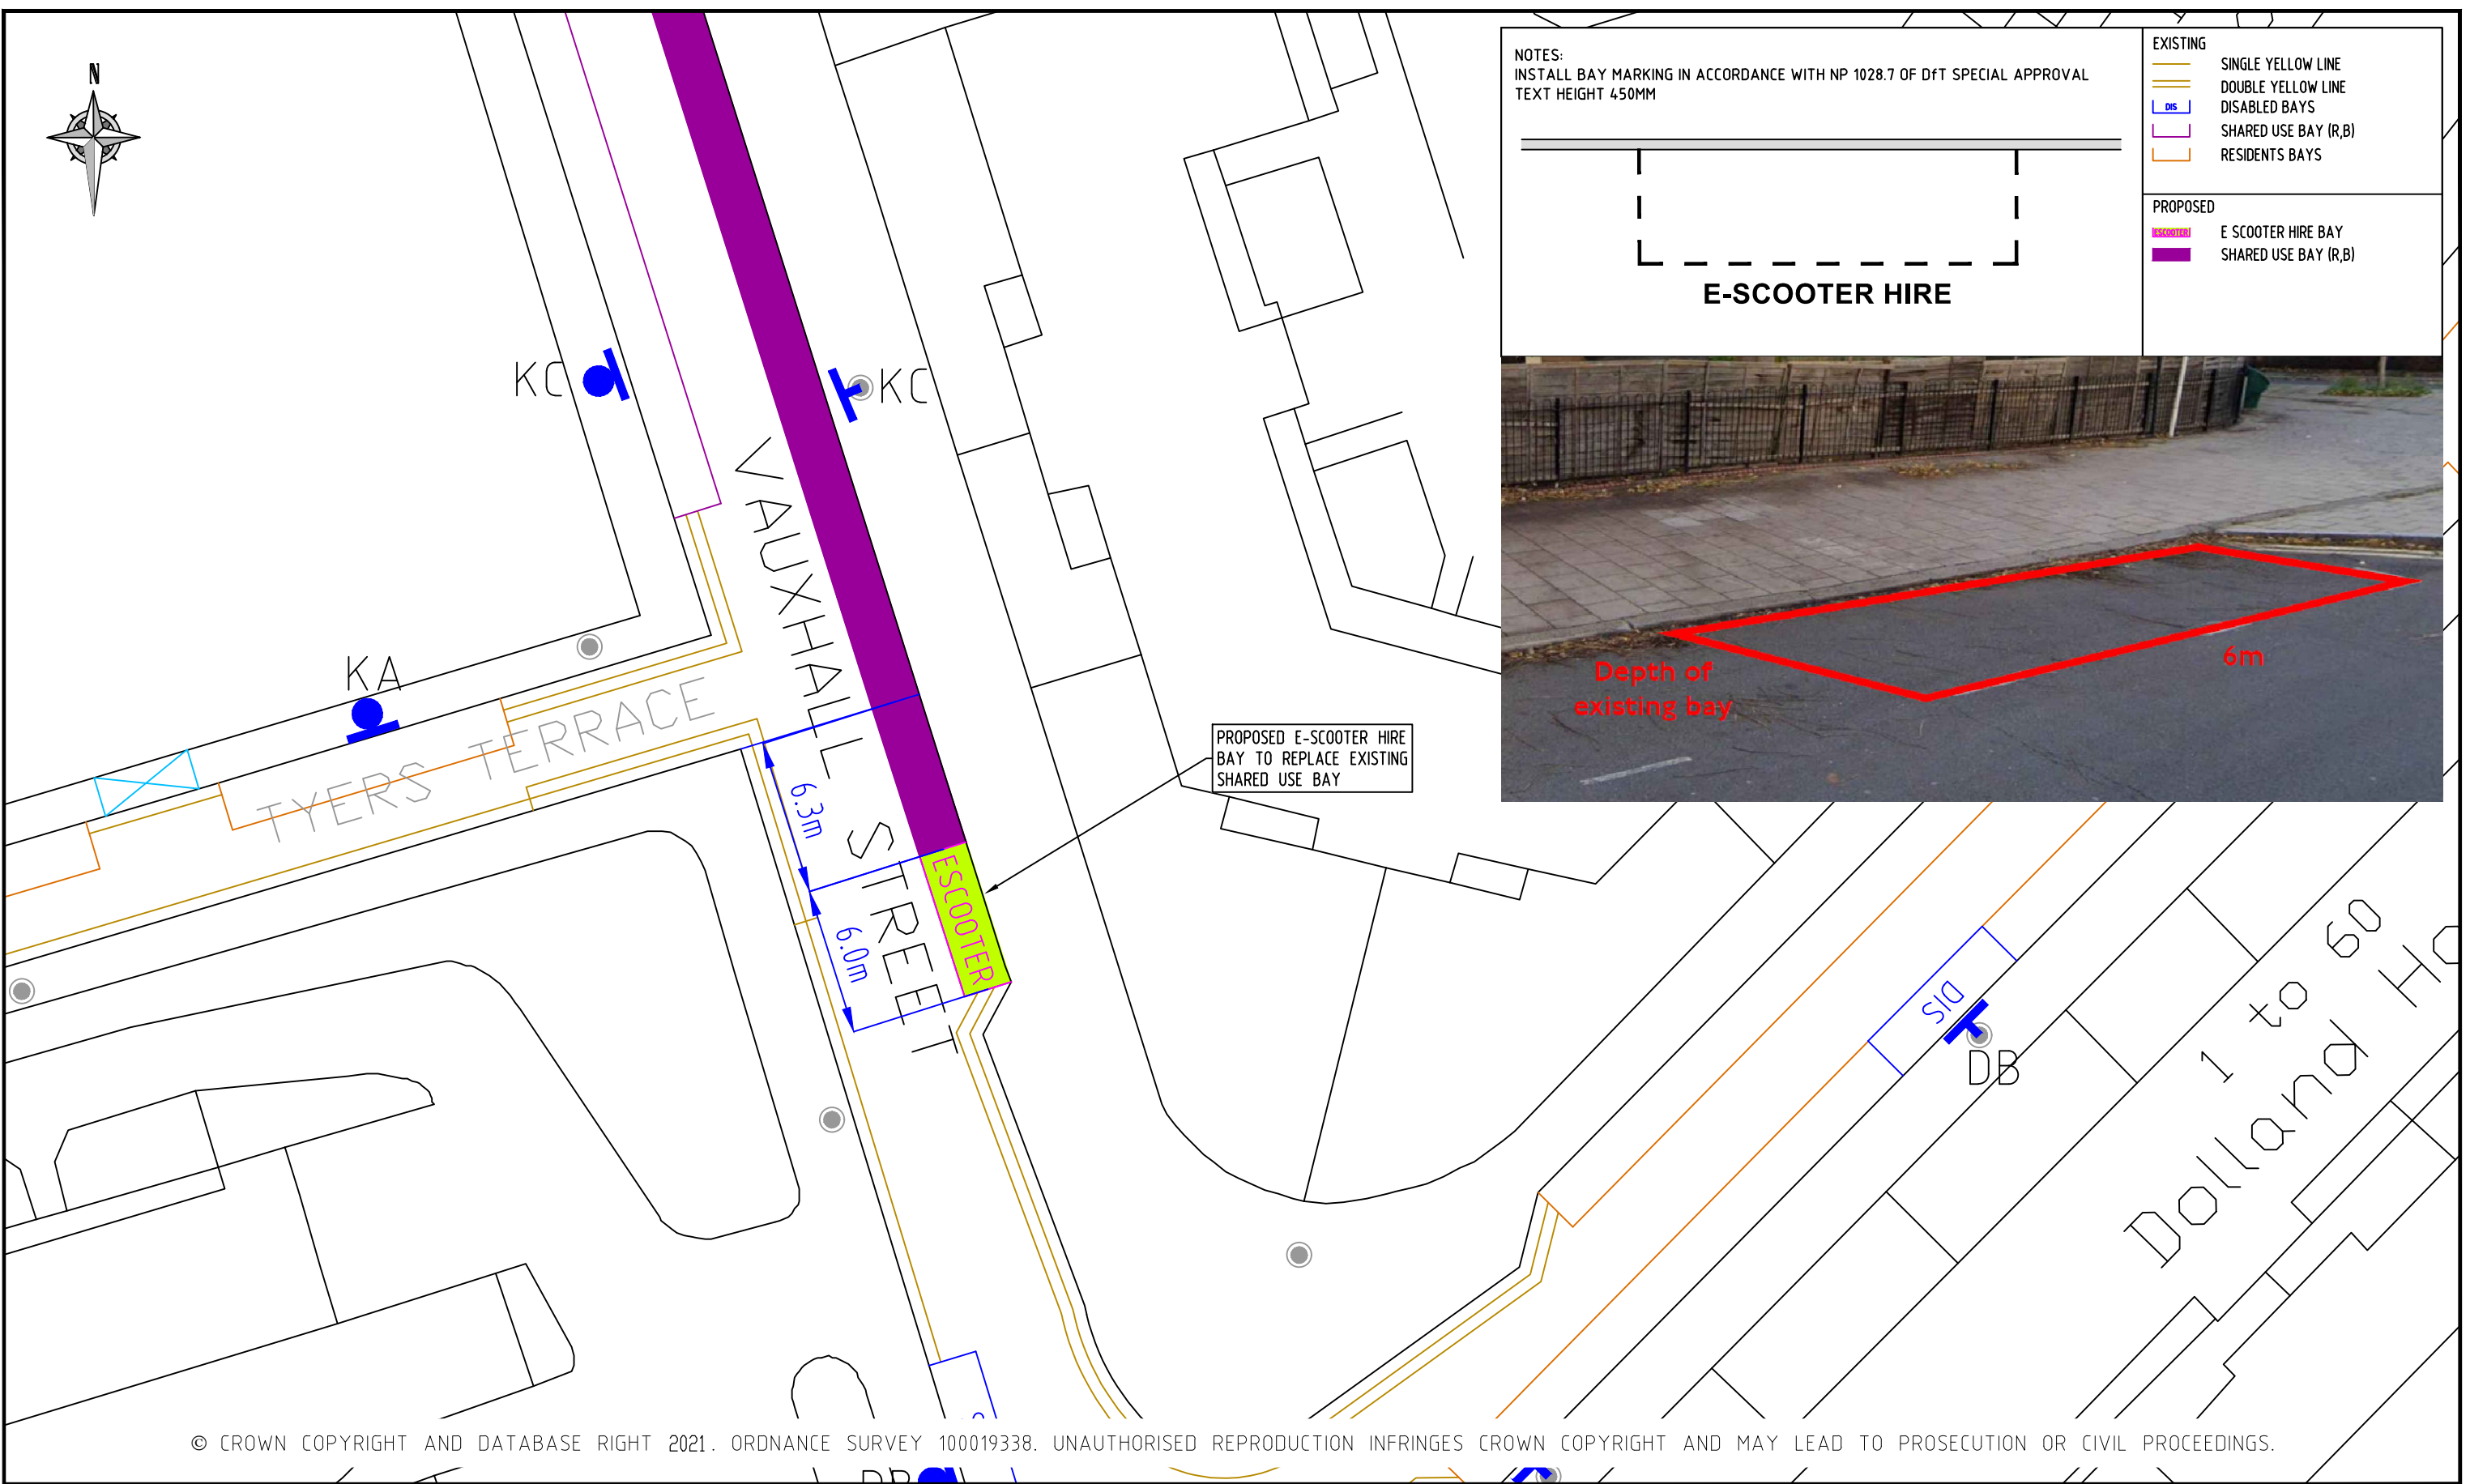 N
NOTES:
INSTALL BAY MARKING IN ACCORDANCE WITH NP 1028.7 OF DfT SPECIAL APPROVAL
TEXT HEIGHT 450MM
E-SCOOTER HIRE
EXISTING
SINGLE YELLOW LINE
DOUBLE YELLOW LINE
DIS DISABLED BAYS
SHARED USE BAY (R,B)
RESIDENTS BAYS
PROPOSED
ESCOOTER E SCOOTER HIRE BAY
SHARED USE BAY (R,B)
KC
KC
VAUXHALL STREET
KA
TYERS TERRACE
6.3m
6.0m
ESCOOTER
PROPOSED E-SCOOTER HIRE
BAY TO REPLACE EXISTING
SHARED USE BAY
Depth of
existing bay
6m
DIS
DB
1 to 60
Dolland
© CROWN COPYRIGHT AND DATABASE RIGHT 2021. ORDNANCE SURVEY 100019338. UNAUTHORISED REPRODUCTION INFRINGES CROWN COPYRIGHT AND MAY LEAD TO PROSECUTION OR CIVIL PROCEEDINGS.